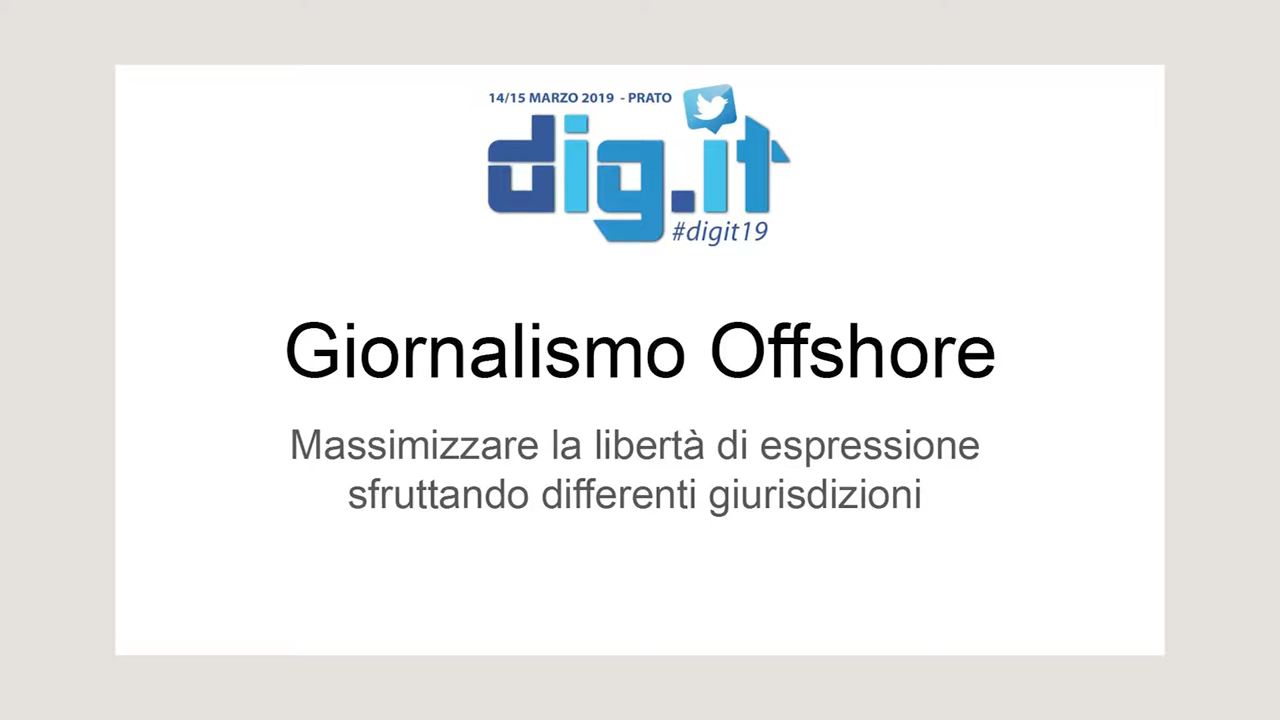 14/15 MARZO 2019 - PRATO
dig.it
#digit19
Giornalismo Offshore
Massimizzare la libertà di espressione
sfruttando differenti giurisdizioni